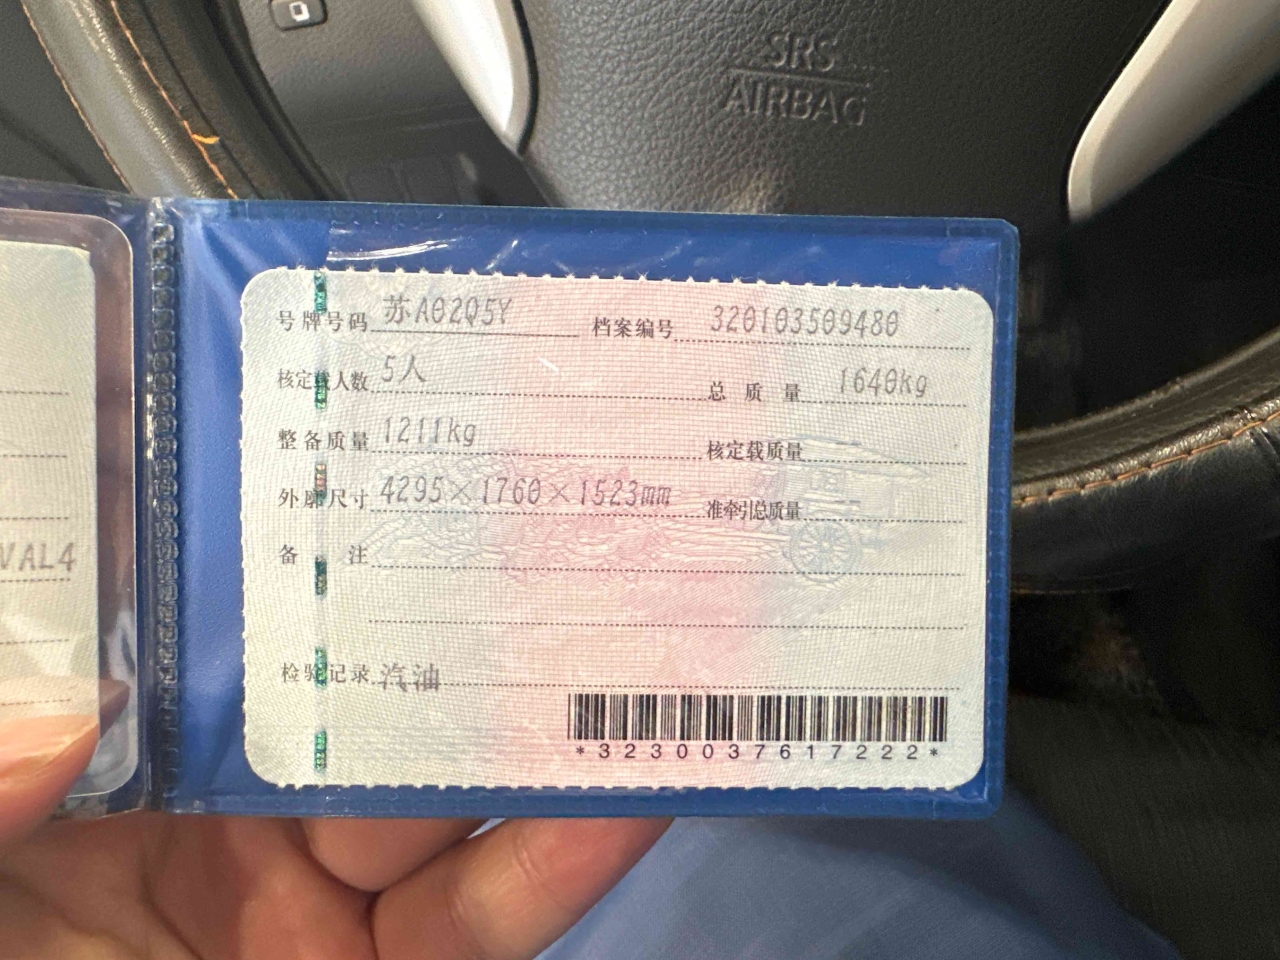 SRS
AIRBAG
VAL4
号牌号码 苏A02Q5Y 档案编号 320103509480
核定载人数 5人 总质量 1640kg
整备质量 1211kg 核定载质量
外廓尺寸 4295×1760×1523mm 准牵引总质量
备注
检验记录 汽油
*3230037617222*